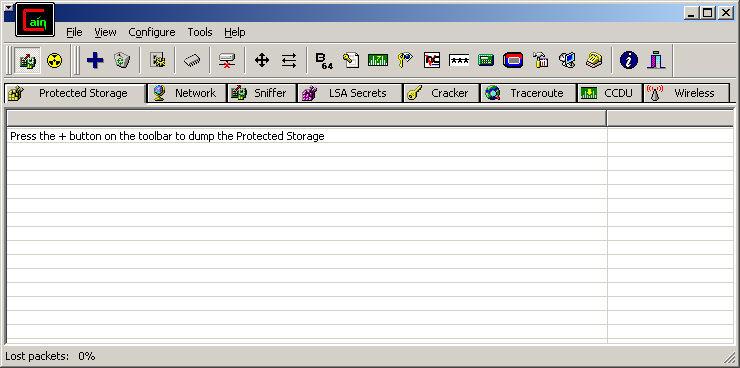 Cain
File View Configure Tools Help
B 64 ***
Protected Storage Network Sniffer LSA Secrets Cracker Traceroute CCDU Wireless
Press the + button on the toolbar to dump the Protected Storage
Lost packets: 0%